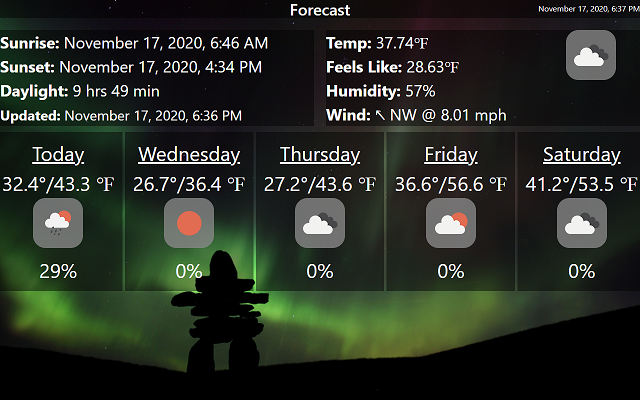 Forecast
November 17, 2020, 6:37 PM
Sunrise: November 17, 2020, 6:46 AM
Sunset: November 17, 2020, 4:34 PM
Daylight: 9 hrs 49 min
Updated: November 17, 2020, 6:36 PM
Temp: 37.74°F
Feels Like: 28.63°F
Humidity: 57%
Wind: ↖ NW @ 8.01 mph
Today
32.4°/43.3 °F
29%
Wednesday
26.7°/36.4 °F
0%
Thursday
27.2°/43.6 °F
0%
Friday
36.6°/56.6 °F
0%
Saturday
41.2°/53.5 °F
0%